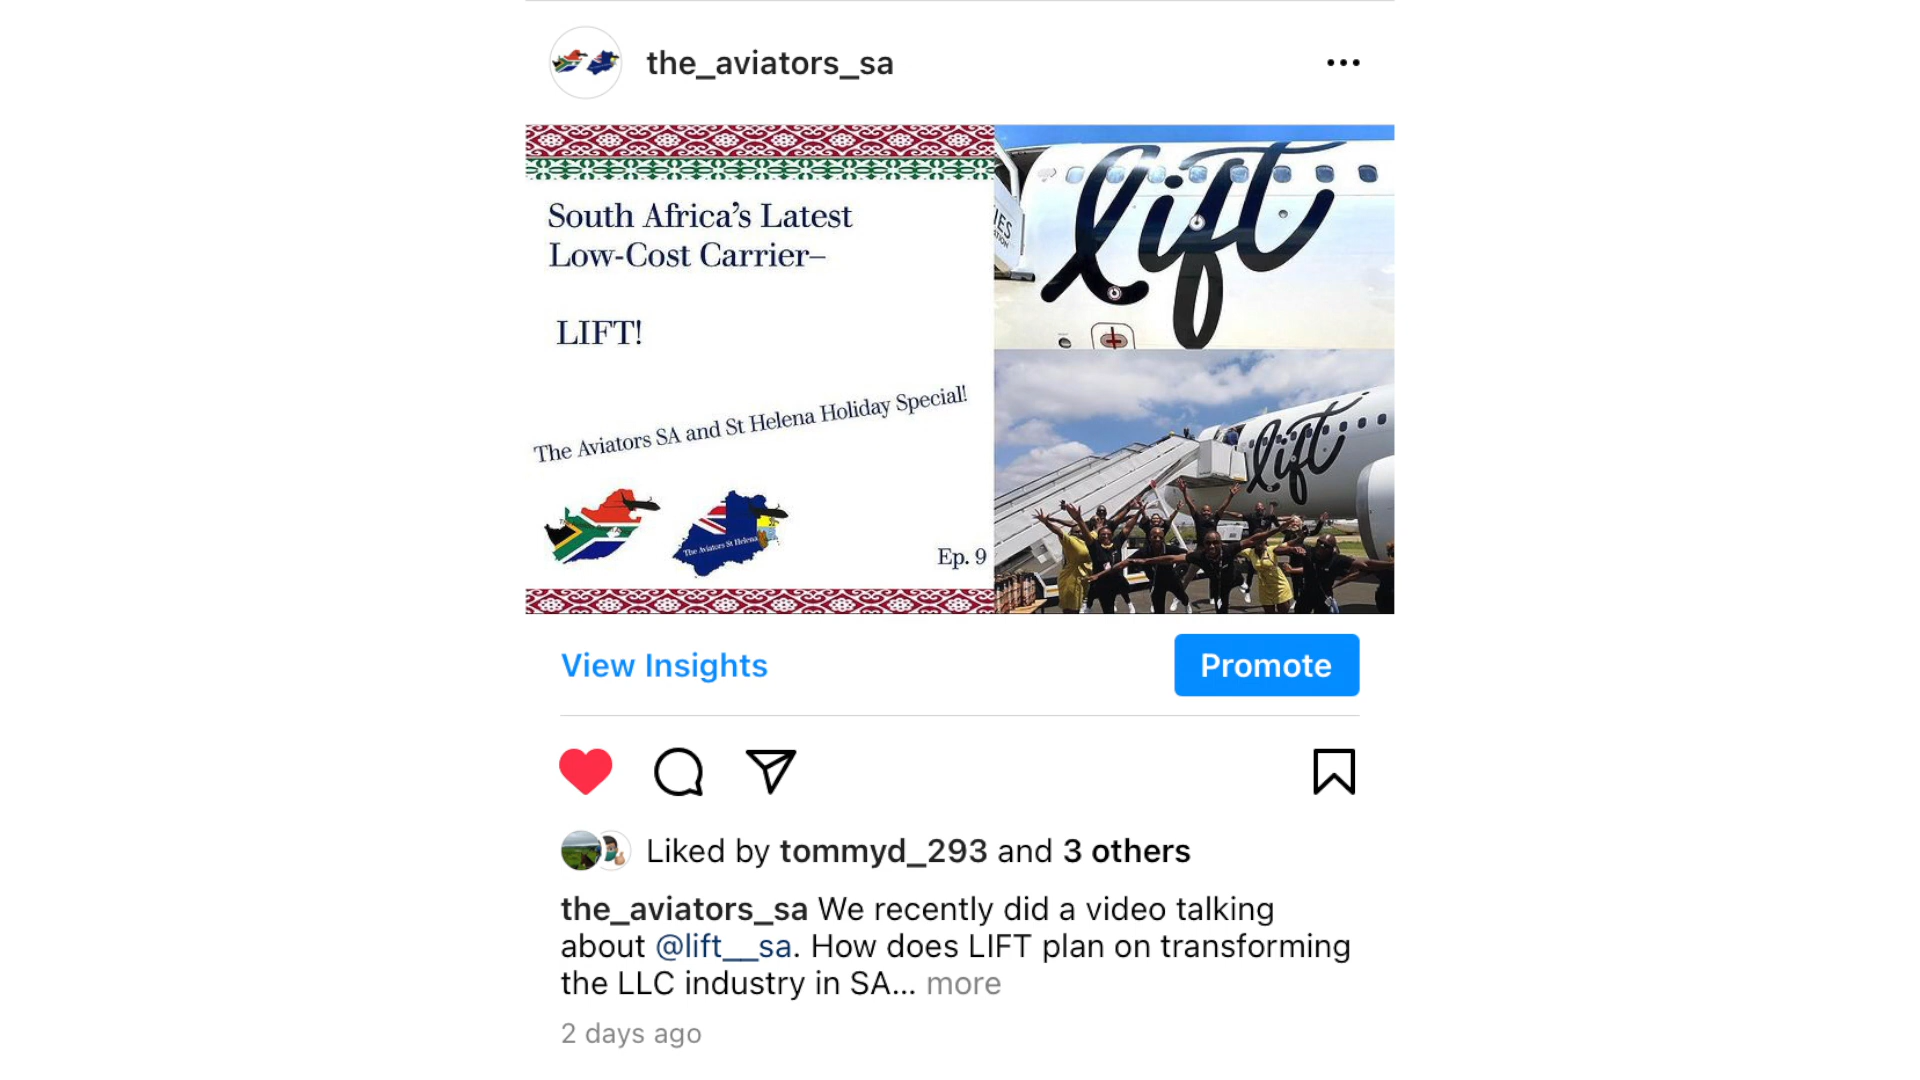 the_aviators_sa
South Africa’s Latest
Low-Cost Carrier–
LIFT!
The Aviators SA and St Helena Holiday Special!
The Aviators St Helena
Ep. 9
lift
lift
View Insights
Promote
Liked by tommyd_293 and 3 others
the_aviators_sa We recently did a video talking
about @lift__sa. How does LIFT plan on transforming
the LLC industry in SA... more
2 days ago